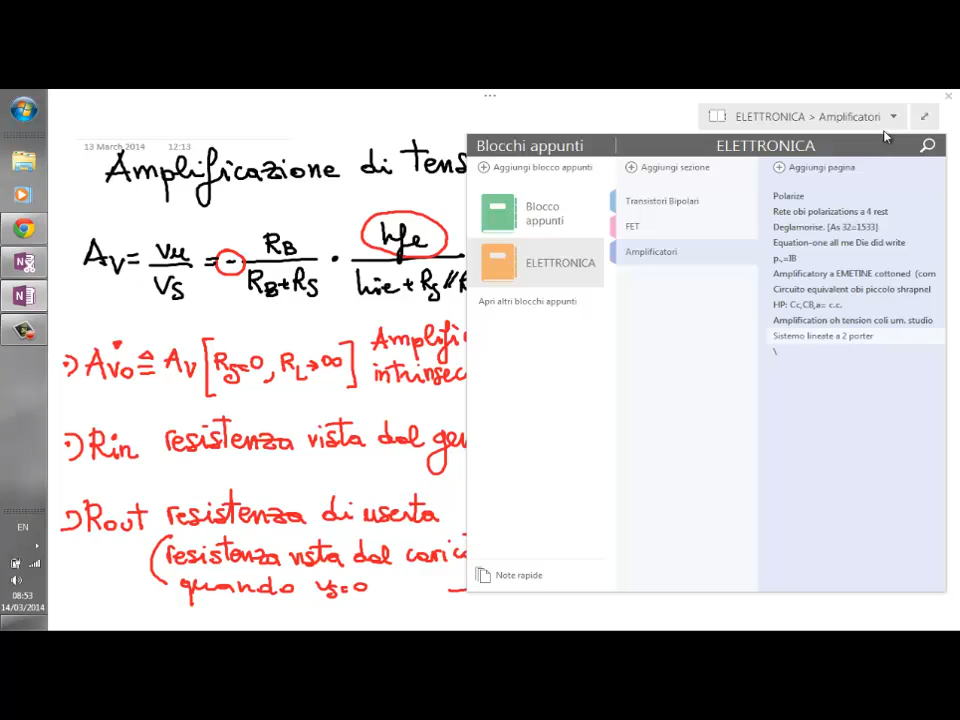 ELETTRONICA > Amplificatori
13 March 2014 12:13
Amplificazione di Tens
Av = vu / vs = - RB / RB+RS · hfe / hie + Rs //R
·) Avo ≜ Av [Rs=0, RL→∞] Amplifi
intrinsec
·) Rin resistenza vista dal gen
·) Rout resistenza di uscita
(resistenza vista dal caric
quando vs=0
Blocchi appunti
ELETTRONICA
Aggiungi blocco appunti
Aggiungi sezione
Aggiungi pagina
Blocco
appunti
ELETTRONICA
Apri altri blocchi appunti
Note rapide
Transistori Bipolari
FET
Amplificatori
Polarize
Rete obi polarizations a 4 rest
Deglamorise. [As 32=1533]
Equation-one all me Die did write
p.,=IB
Amplificatory a EMETINE cottoned (com
Circuito equivalent obi piccolo shrapnel
HP: Cc,CB,a= c.c.
Amplification oh tension coli um. studio
Sistemo lineate a 2 porter
\
EN
08:53
14/03/2014